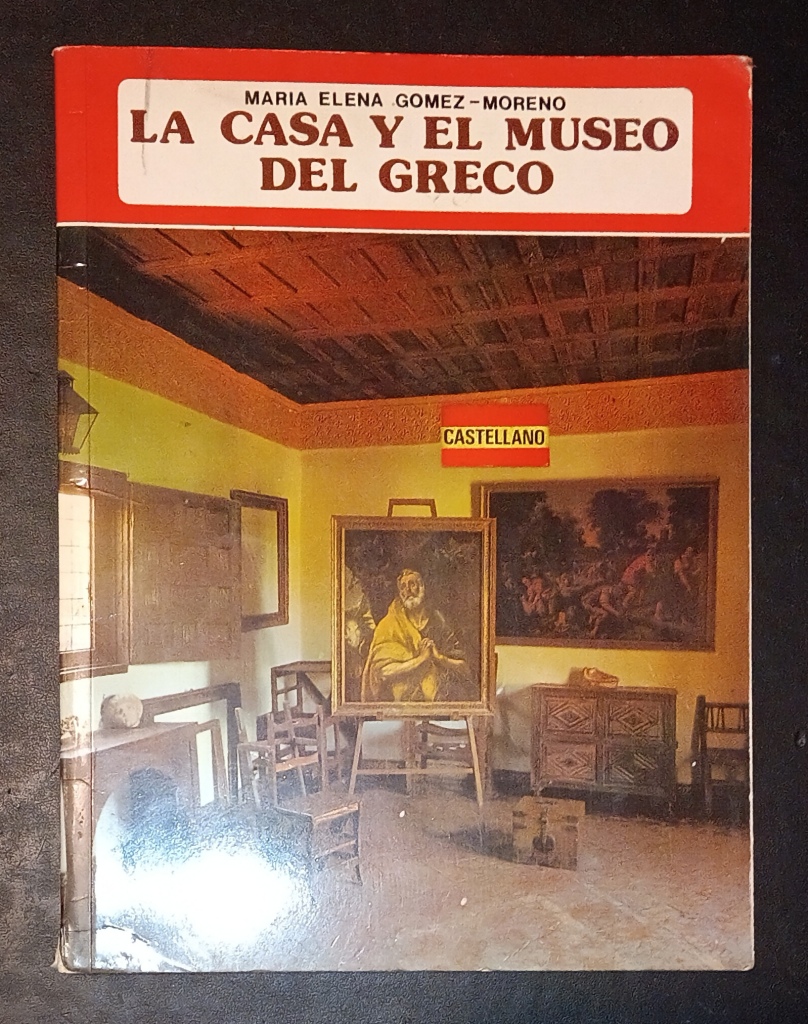 MARIA ELENA GOMEZ-MORENO
LA CASA Y EL MUSEO
DEL GRECO
CASTELLANO